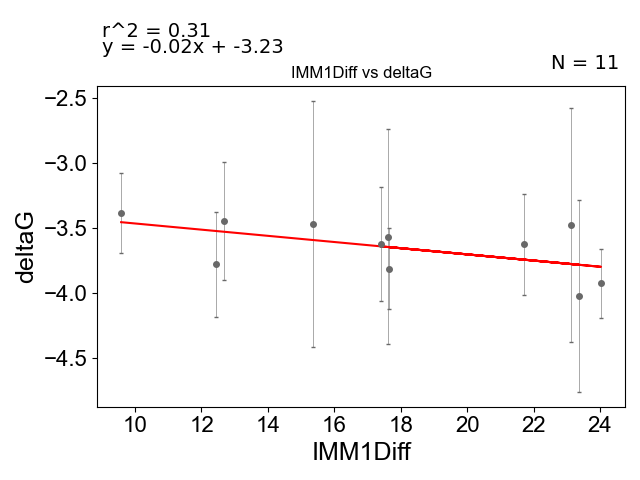 r^2 = 0.31
y = -0.02x + -3.23
N = 11
IMM1Diff vs deltaG
−2.5
−3.0
−3.5
−4.0
−4.5
deltaG
10 12 14 16 18 20 22 24
IMM1Diff